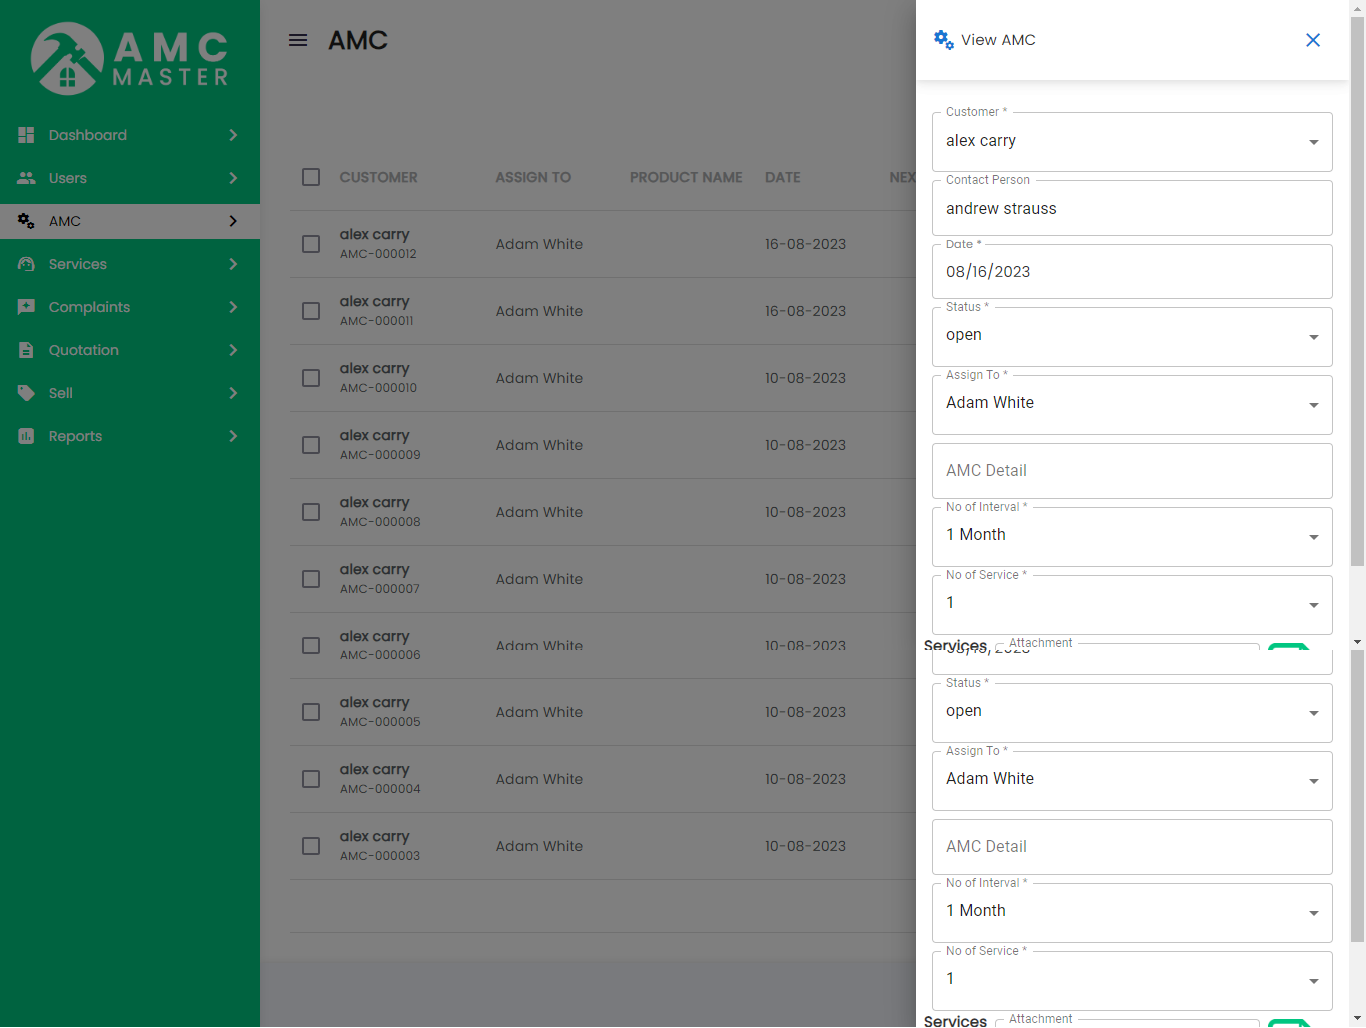 AMC
MASTER
Dashboard
Users
AMC
Services
Complaints
Quotation
Sell
Reports
AMC
CUSTOMER ASSIGN TO PRODUCT NAME DATE
alex carry
AMC-000012 Adam White 16-08-2023
alex carry
AMC-000011 Adam White 16-08-2023
alex carry
AMC-000010 Adam White 10-08-2023
alex carry
AMC-000009 Adam White 10-08-2023
alex carry
AMC-000008 Adam White 10-08-2023
alex carry
AMC-000007 Adam White 10-08-2023
alex carry
AMC-000006 Adam White 10-08-2023
alex carry
AMC-000005 Adam White 10-08-2023
alex carry
AMC-000004 Adam White 10-08-2023
alex carry
AMC-000003 Adam White 10-08-2023
View AMC
Customer *
alex carry
Contact Person
andrew strauss
Date *
08/16/2023
Status *
open
Assign To *
Adam White
AMC Detail
No of Interval *
1 Month
No of Service *
1
Services Attachment
Status *
open
Assign To *
Adam White
AMC Detail
No of Interval *
1 Month
No of Service *
1
Services Attachment